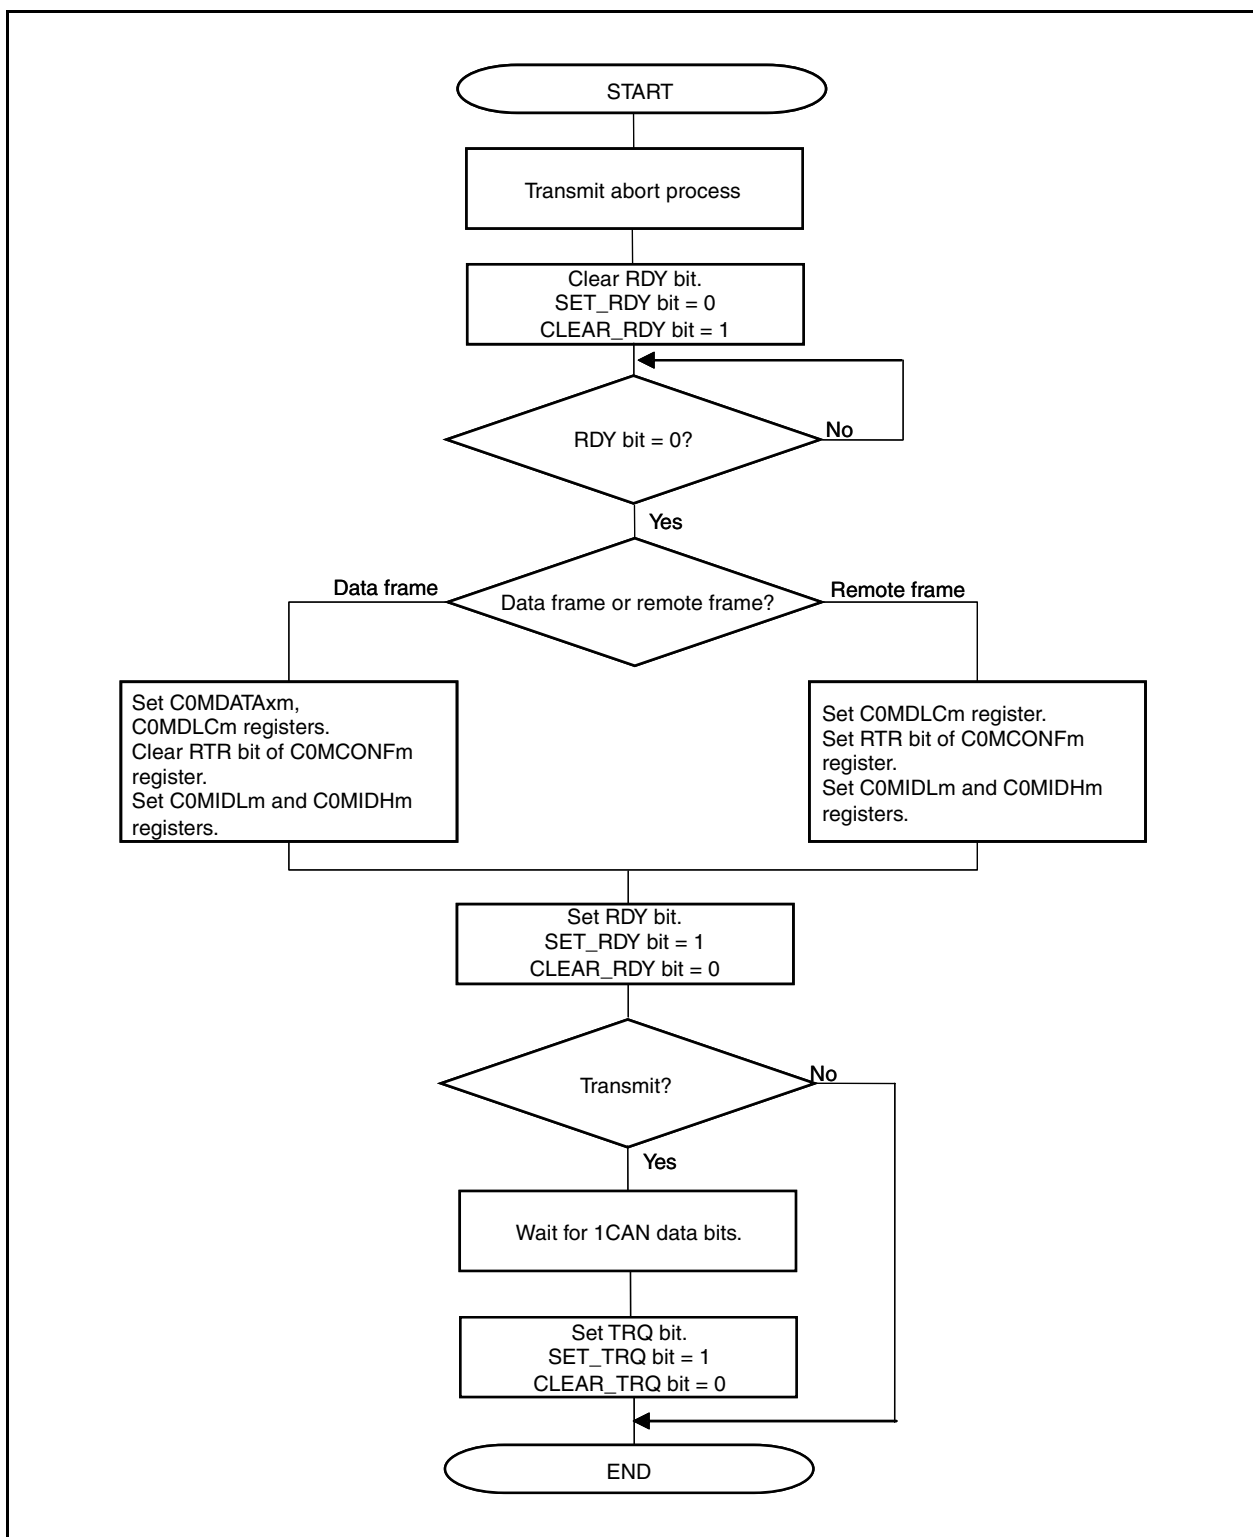 START
Transmit abort process
Clear RDY bit.
SET_RDY bit = 0
CLEAR_RDY bit = 1
RDY bit = 0?
No
Yes
Data frame
Data frame or remote frame?
Remote frame
Set C0MDATAxm,
C0MDLCm registers.
Clear RTR bit of C0MCONFm
register.
Set C0MIDLm and C0MIDHm
registers.
Set C0MDLCm register.
Set RTR bit of C0MCONFm
register.
Set C0MIDLm and C0MIDHm
registers.
Set RDY bit.
SET_RDY bit = 1
CLEAR_RDY bit = 0
Transmit?
No
Yes
Wait for 1CAN data bits.
Set TRQ bit.
SET_TRQ bit = 1
CLEAR_TRQ bit = 0
END